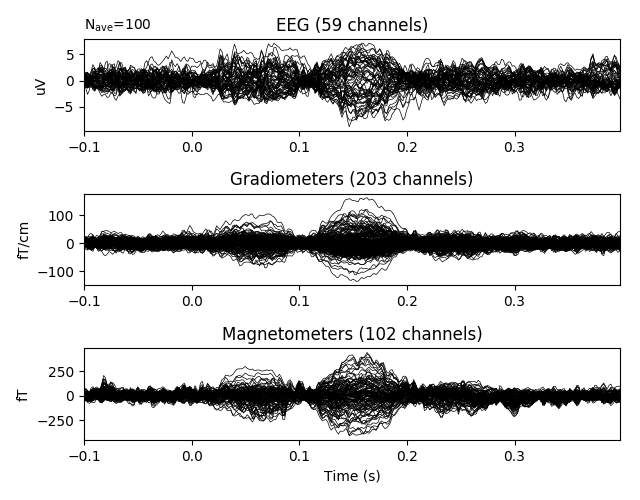 N_ave=100
EEG (59 channels)
5
0
−5
uV
−0.1 0.0 0.1 0.2 0.3
Gradiometers (203 channels)
100
0
−100
fT/cm
−0.1 0.0 0.1 0.2 0.3
Magnetometers (102 channels)
250
0
−250
fT
−0.1 0.0 0.1 0.2 0.3
Time (s)